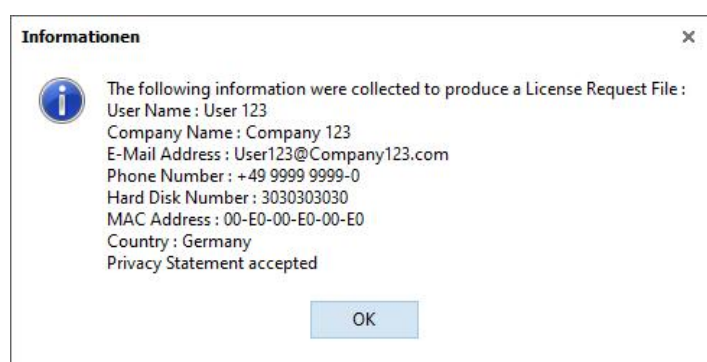 Informationen
The following information were collected to produce a License Request File :
User Name : User 123
Company Name : Company 123
E-Mail Address : User123@Company123.com
Phone Number : +49 9999 9999-0
Hard Disk Number : 3030303030
MAC Address : 00-E0-00-E0-00-E0
Country : Germany
Privacy Statement accepted
OK